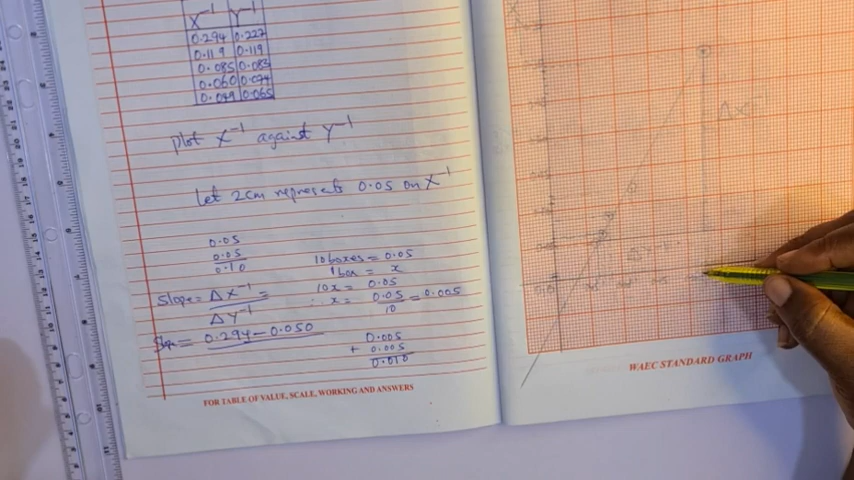 X⁻¹ Y⁻¹
0.294 0.227
0.119 0.119
0.085 0.083
0.060 0.074
0.049 0.065
Plot X⁻¹ against Y⁻¹
Let 2cm represents 0.05 on X⁻¹
0.05
0.05
0.10
10 boxes = 0.05
1 box = x
10x = 0.05
∴ x = 0.05 = 0.005
10
Slope = ΔX⁻¹ =
ΔY⁻¹
Slope = 0.294 - 0.050
0.005
+ 0.005
0.010
FOR TABLE OF VALUE, SCALE, WORKING AND ANSWERS
WAEC STANDARD GRAPH